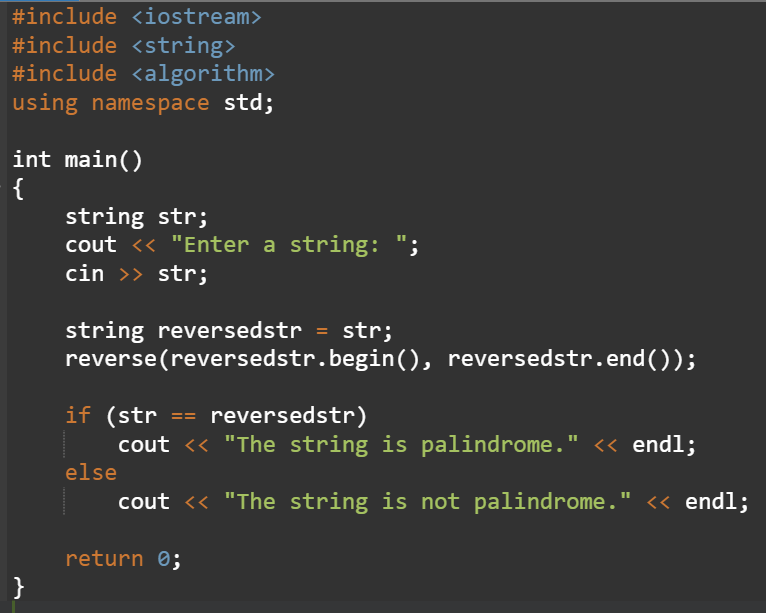 #include <iostream>
#include <string>
#include <algorithm>
using namespace std;

int main()
{
    string str;
    cout << "Enter a string: ";
    cin >> str;

    string reversedstr = str;
    reverse(reversedstr.begin(), reversedstr.end());

    if (str == reversedstr)
        cout << "The string is palindrome." << endl;
    else
        cout << "The string is not palindrome." << endl;

    return 0;
}